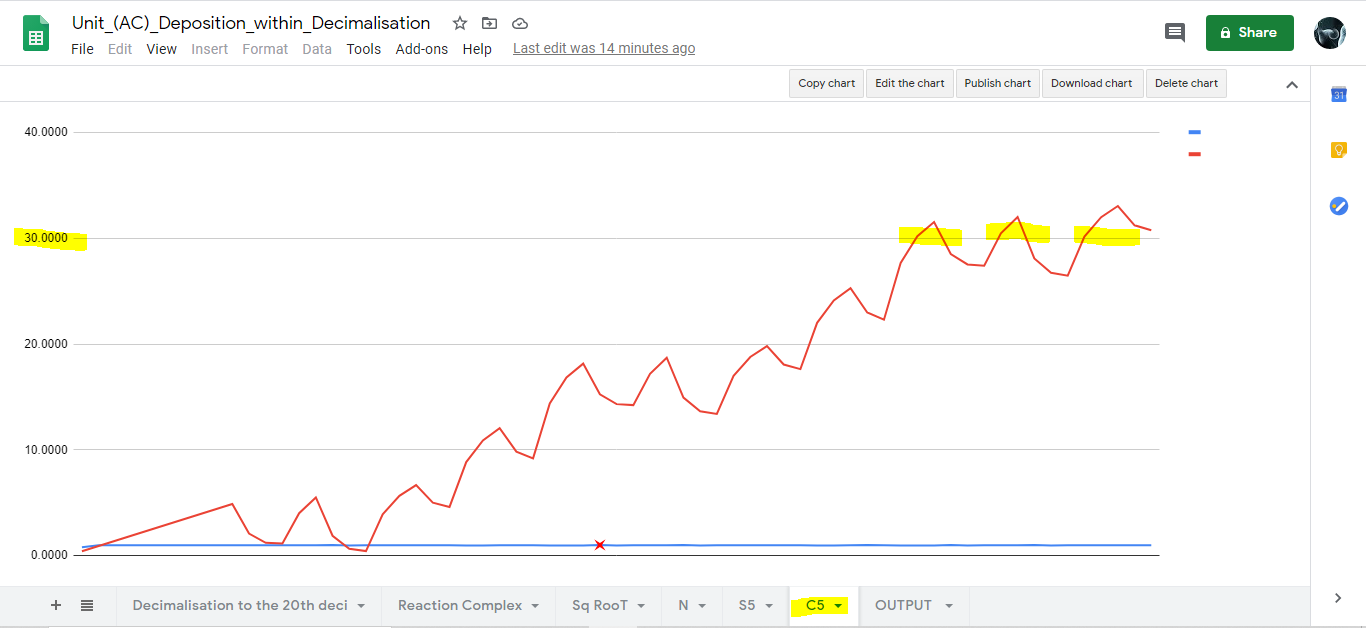 Unit_(AC)_Deposition_within_Decimalisation
File Edit View Insert Format Data Tools Add-ons Help Last edit was 14 minutes ago
Share
Copy chart Edit the chart Publish chart Download chart Delete chart
31
40.0000
30.0000
20.0000
10.0000
0.0000
Decimalisation to the 20th deci Reaction Complex Sq RooT N S5 C5 OUTPUT